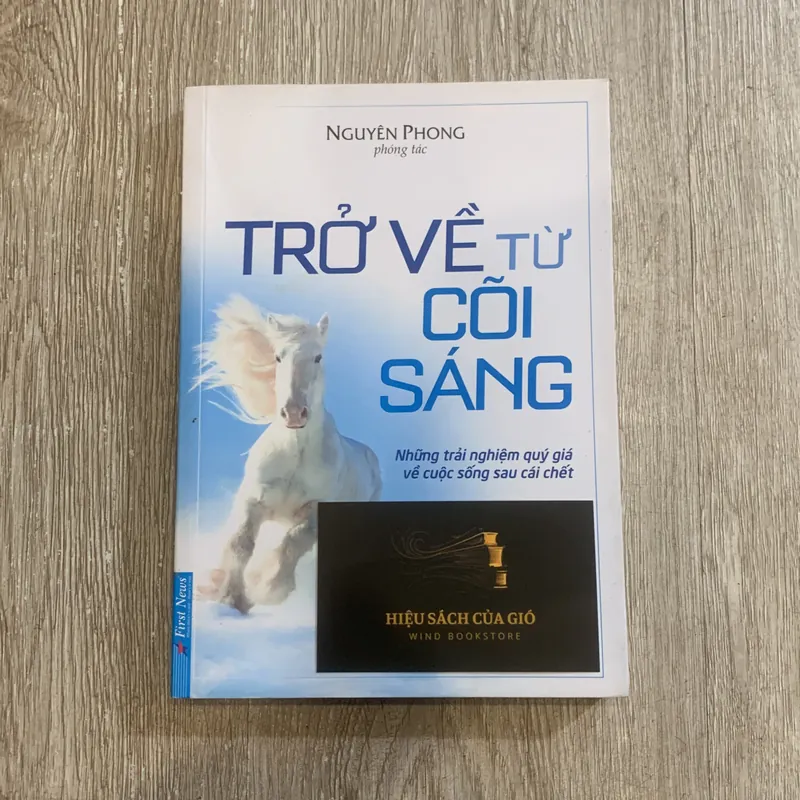 NGUYÊN PHONG
phóng tác
TRỞ VỀ TỪ
CÕI
SÁNG
Những trải nghiệm quý giá
về cuộc sống sau cái chết
HIỆU SÁCH CỦA GIÓ
WIND BOOKSTORE
First News